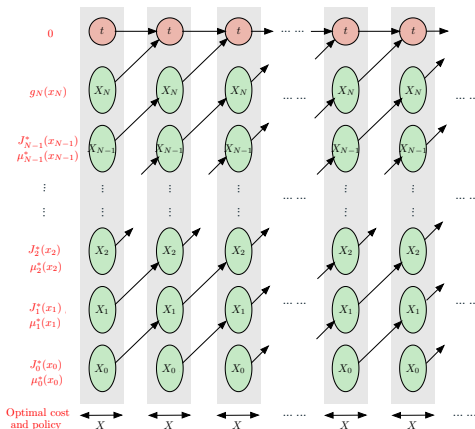 0 t t t ... ... t t
g_N(x_N) X_N X_N X_N ... ... X_N X_N ... ...
J*_{N−1}(x_{N−1})
μ*_{N−1}(x_{N−1}) X_{N−1} X_{N−1} X_{N−1} X_{N−1} X_{N−1}
⋮ ⋮ ⋮ ⋮ ... ... ⋮ ⋮ ... ...
⋮ ⋮ ⋮ ⋮ ⋮ ⋮
J*_2(x_2)
μ*_2(x_2) X_2 X_2 X_2 X_2 X_2
J*_1(x_1)
μ*_1(x_1) X_1 X_1 X_1 ... ... X_1 X_1 ... ...
J*_0(x_0)
μ*_0(x_0) X_0 X_0 X_0 X_0 X_0
Optimal cost
and policy X X X ... ... X X ... ...